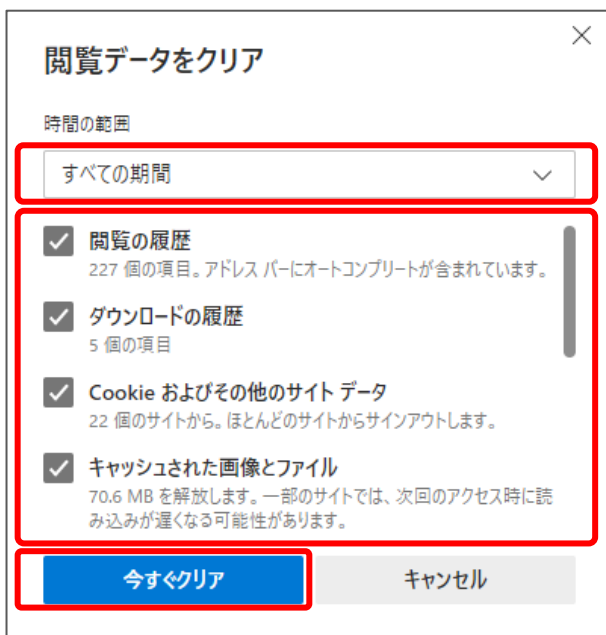 閲覧データをクリア
時間の範囲
すべての期間
閲覧の履歴
227 個の項目。アドレス バーにオートコンプリートが含まれています。
ダウンロードの履歴
5 個の項目
Cookie およびその他のサイト データ
22 個のサイトから。ほとんどのサイトからサインアウトします。
キャッシュされた画像とファイル
70.6 MB を解放します。一部のサイトでは、次回のアクセス時に読
み込みが遅くなる可能性があります。
今すぐクリア
キャンセル